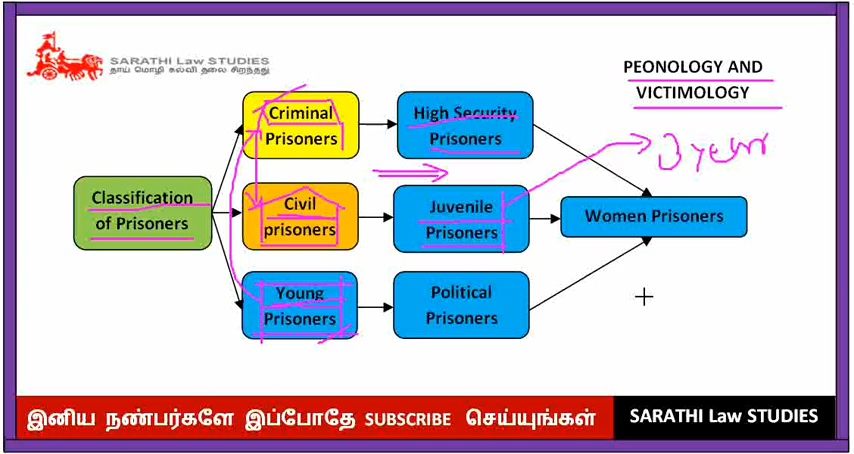 SARATHI Law STUDIES
தாய் மொழி கல்வி தலை சிறந்தது
PEONOLOGY AND
VICTIMOLOGY
Criminal
Prisoners
High Security
Prisoners
3 year
Classification
of Prisoners
Civil
prisoners
Juvenile
Prisoners
Women Prisoners
Young
Prisoners
Political
Prisoners
இனிய நண்பர்களே இப்போதே SUBSCRIBE செய்யுங்கள்
SARATHI Law STUDIES